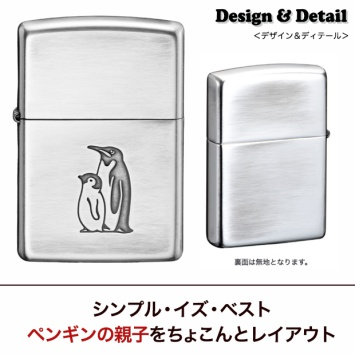 Design & Detail
＜デザイン＆ディテール＞
裏面は無地となります。
シンプル・イズ・ベスト
ペンギンの親子をちょこんとレイアウト